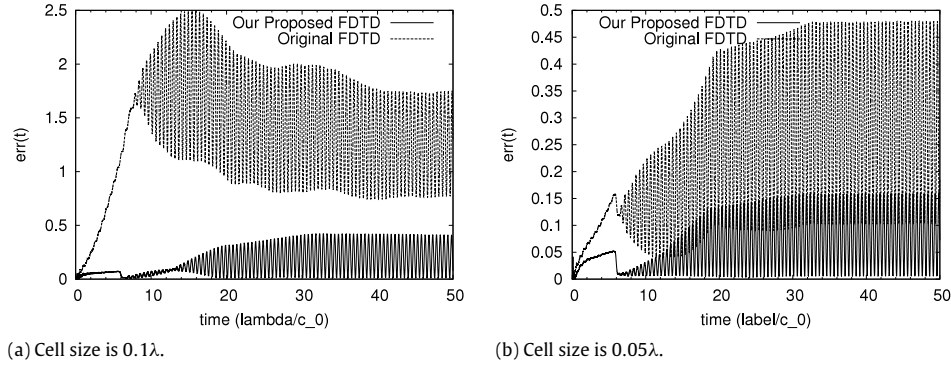 Our Proposed FDTD
Original FDTD
2.5
2
1.5
1
0.5
0
err(t)
0 10 20 30 40 50
time (lambda/c_0)
(a) Cell size is 0.1λ.
Our Proposed FDTD
Original FDTD
0.5
0.45
0.4
0.35
0.3
0.25
0.2
0.15
0.1
0.05
0
err(t)
0 10 20 30 40 50
time (label/c_0)
(b) Cell size is 0.05λ.